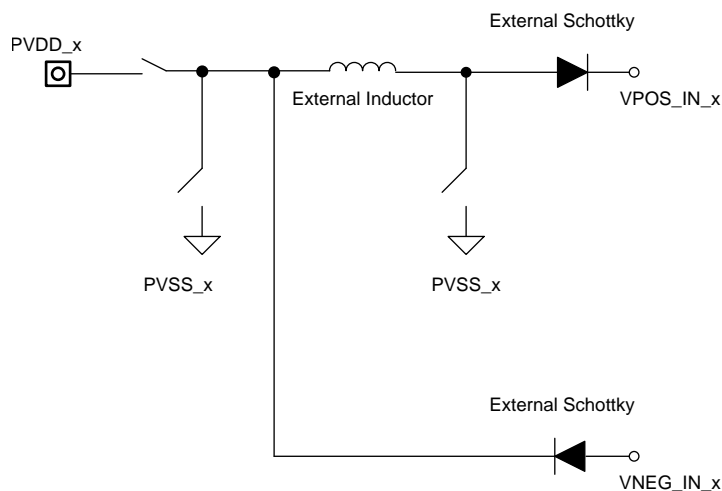 External Schottky
PVDD_x
External Inductor
VPOS_IN_x
PVSS_x
PVSS_x
External Schottky
VNEG_IN_x